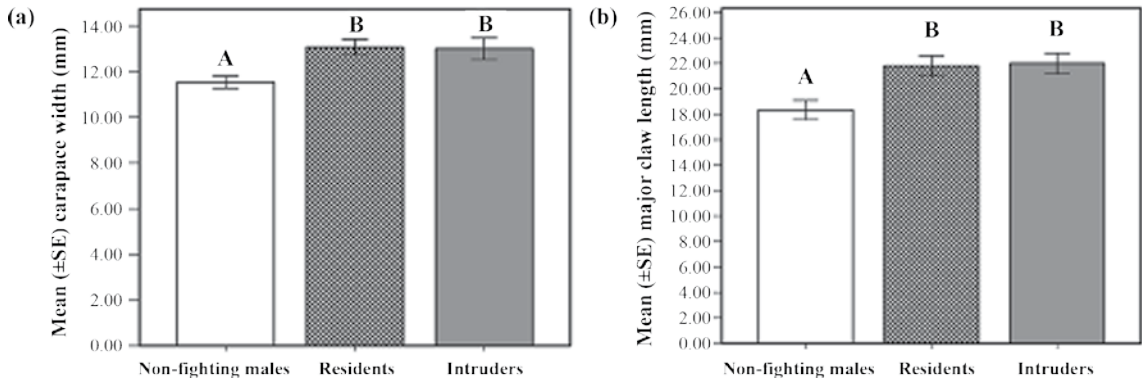 (a)
Mean (±SE) carapace width (mm)
14.00
12.00
10.00
8.00
6.00
4.00
2.00
0.00
A
B
B
Non-fighting males Residents Intruders
(b)
Mean (±SE) major claw length (mm)
26.00
24.00
22.00
20.00
18.00
16.00
14.00
12.00
10.00
8.00
6.00
4.00
2.00
0.00
A
B
B
Non-fighting males Residents Intruders